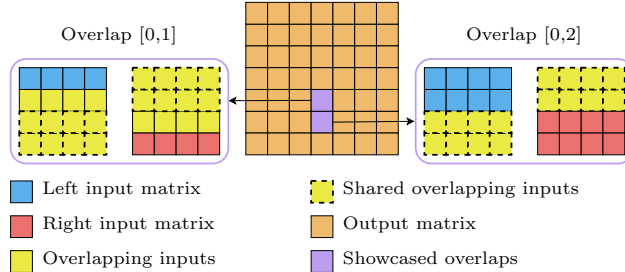 Overlap [0,1]
Overlap [0,2]
Left input matrix
Shared overlapping inputs
Right input matrix
Output matrix
Overlapping inputs
Showcased overlaps